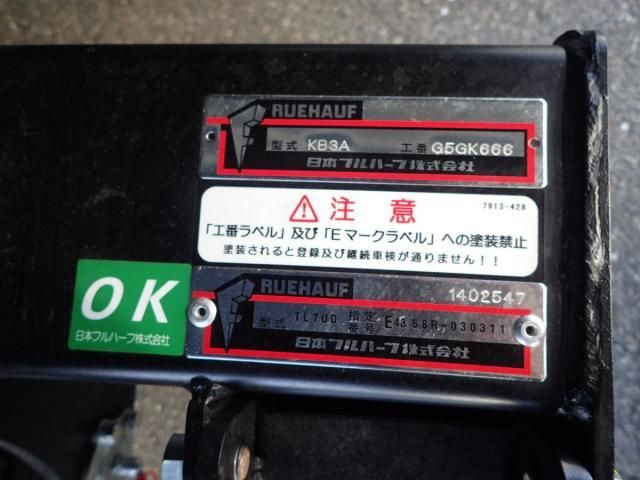 RUEHAUF
型式 KB3A 工番 G5GK666
日本フルハーフ株式会社
⚠注意 7913-428
「工番ラベル」及び「Eマークラベル」への塗装禁止
塗装されると登録及び継続車検が通りません!!
RUEHAUF 1402547
型式 TL7UD 指定番号 E4358R-030311
日本フルハーフ株式会社
OK
日本フルハーフ株式会社